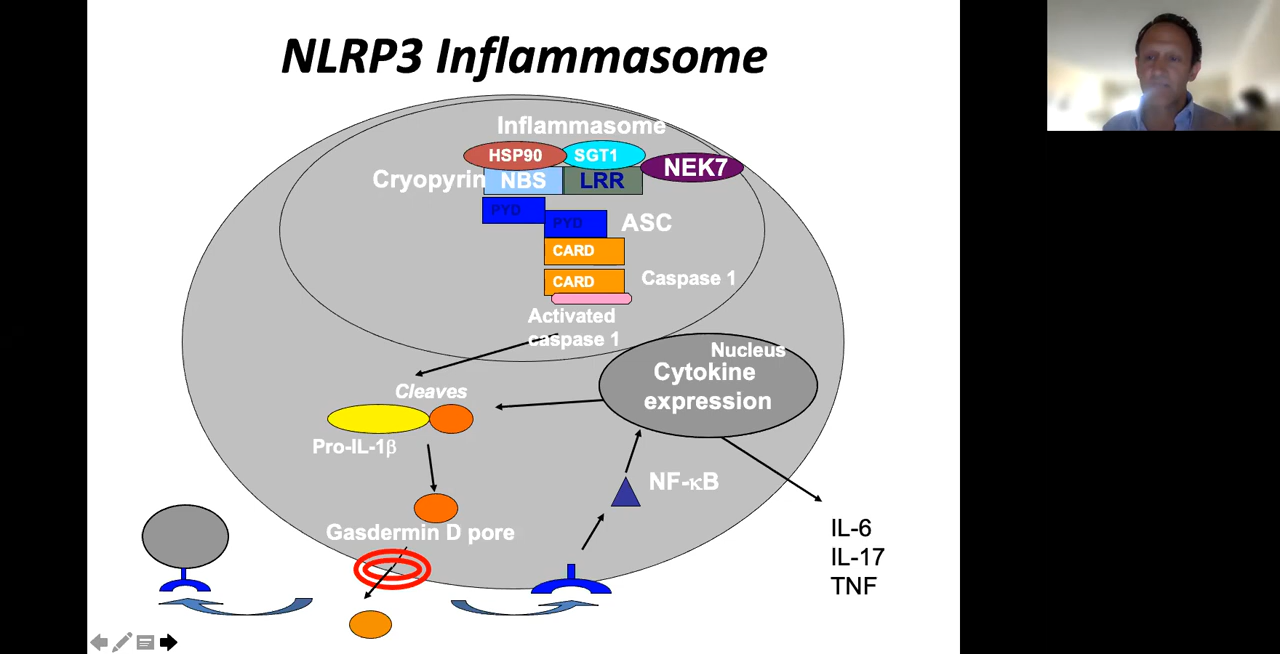 NLRP3 Inflammasome
Inflammasome
HSP90
SGT1
NEK7
Cryopyrin
NBS
LRR
PYD
PYD
ASC
CARD
CARD
Caspase 1
Activated
caspase 1
Nucleus
Cytokine
expression
Cleaves
Pro-IL-1β
NF-κB
Gasdermin D pore
IL-6
IL-17
TNF